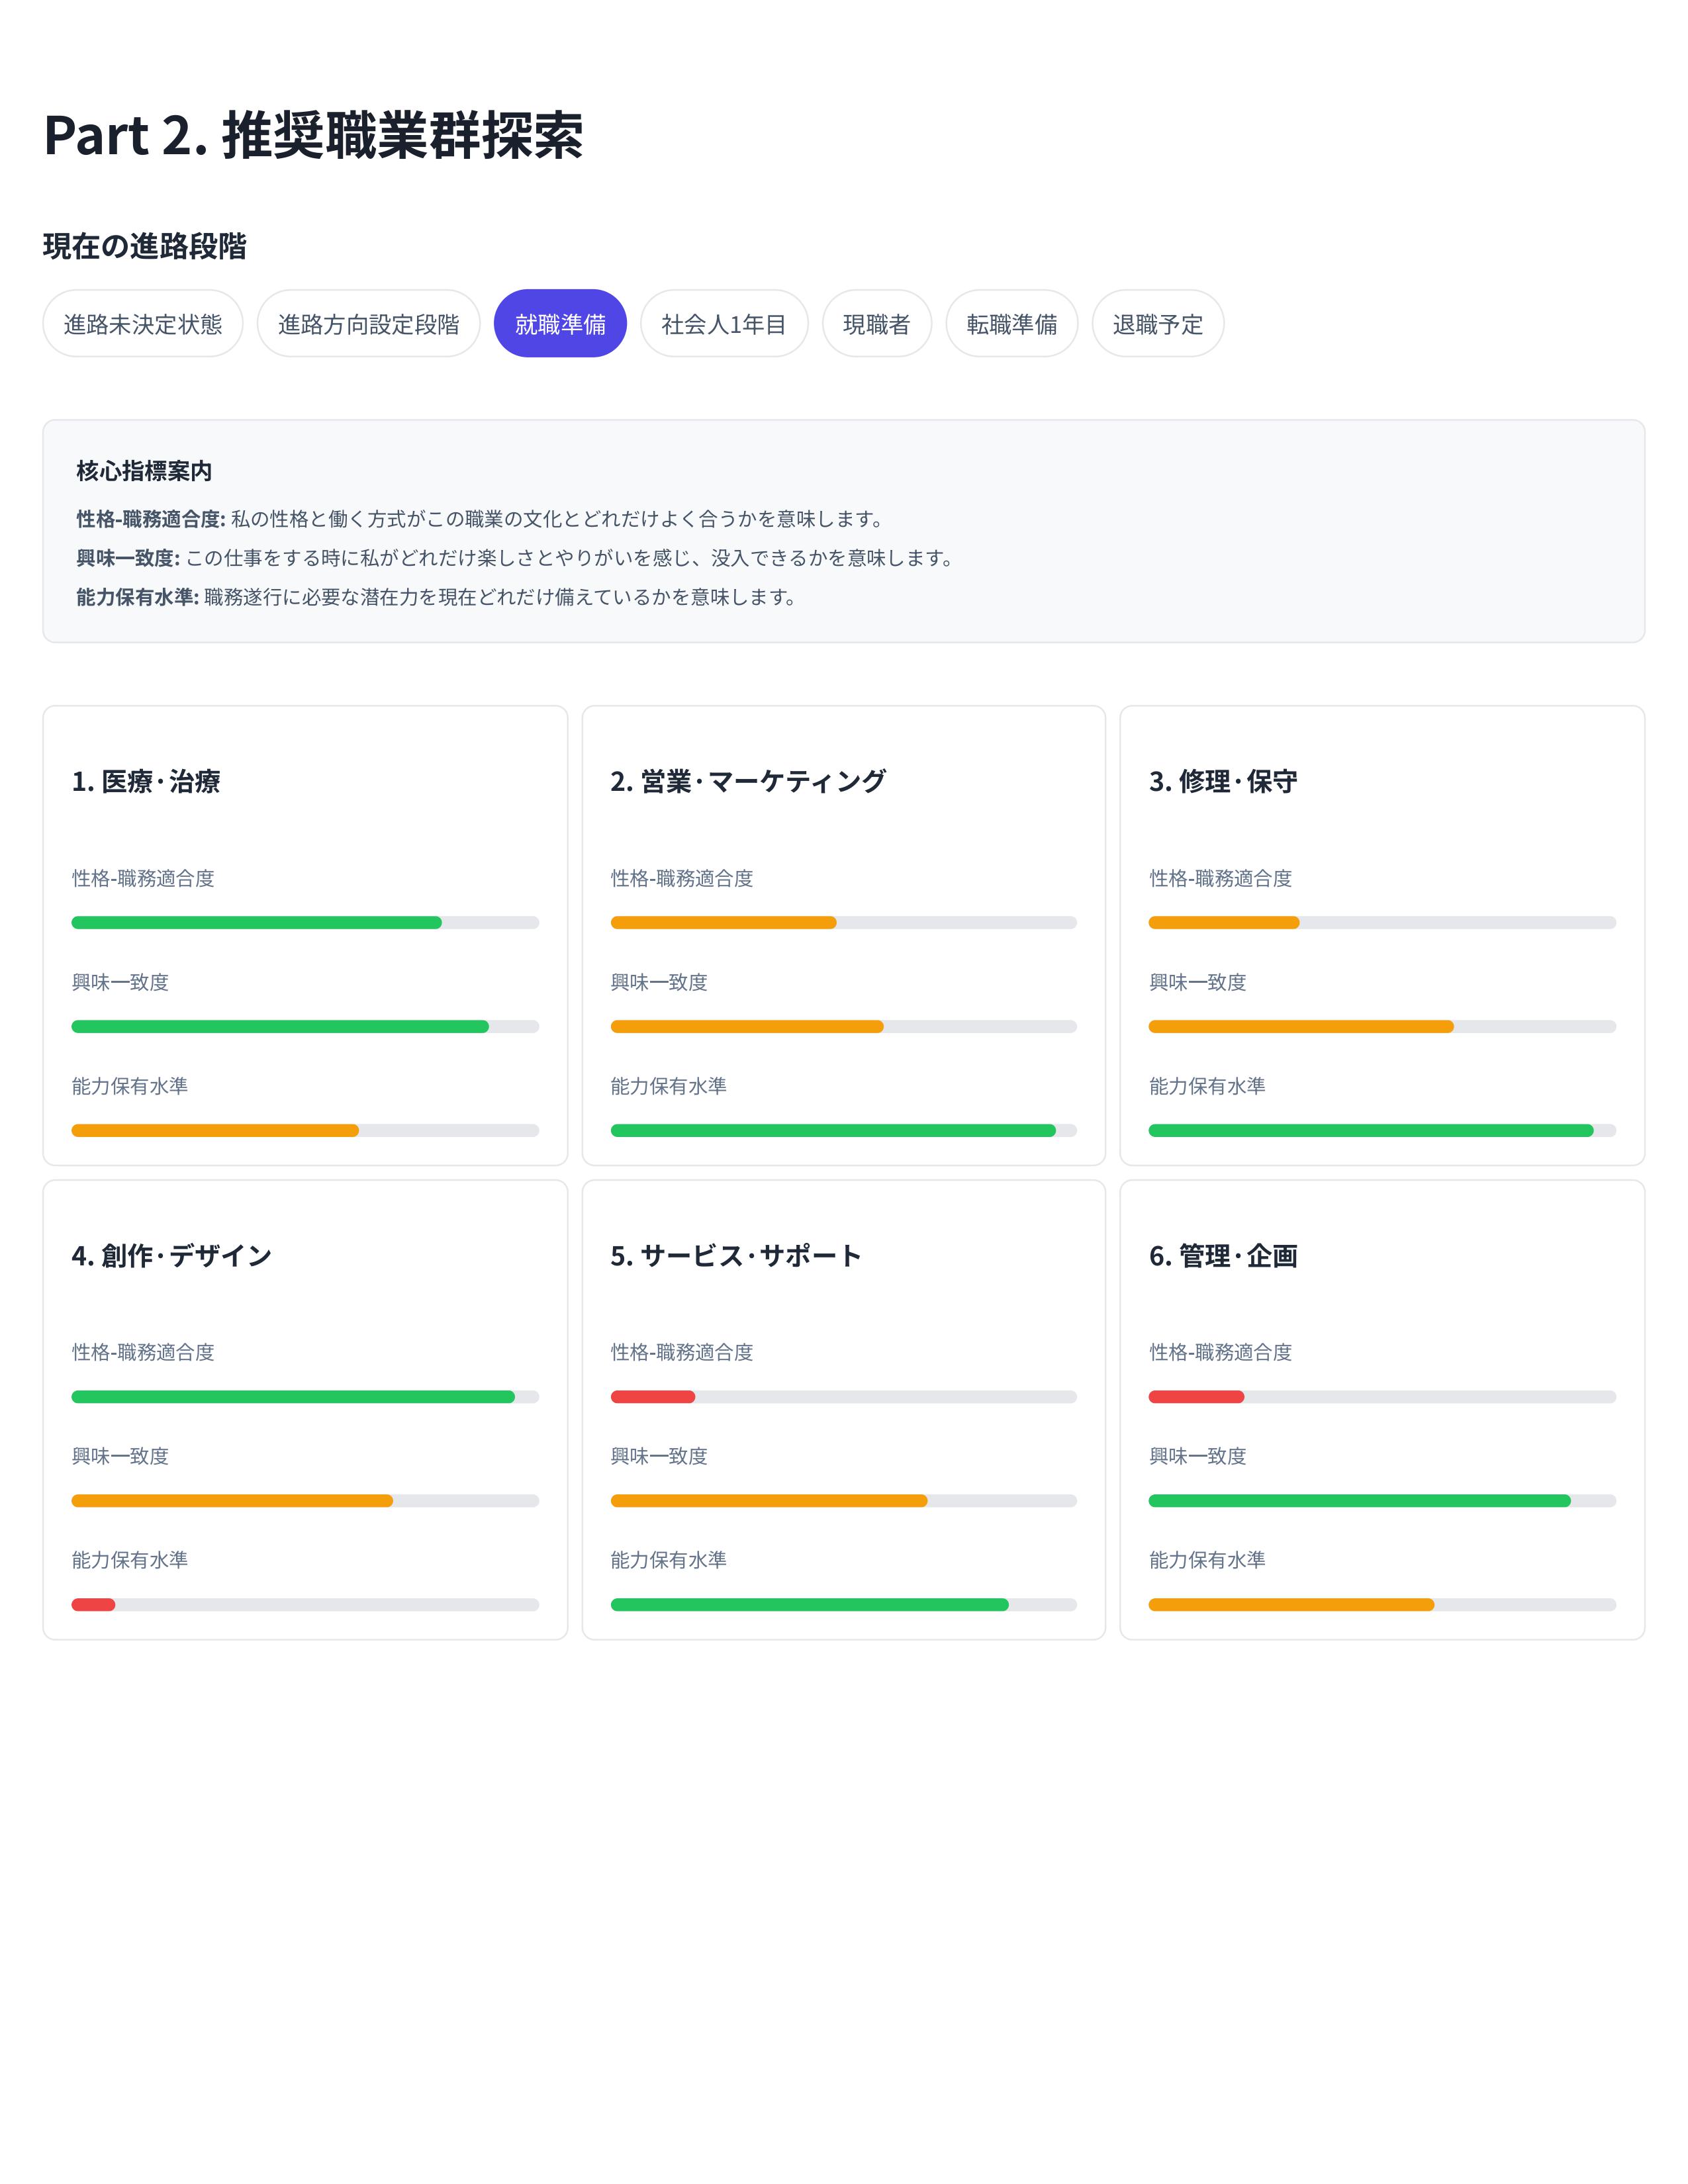 Part 2. 推奨職業群探索
現在の進路段階
進路未決定状態 進路方向設定段階 就職準備 社会人1年目 現職者 転職準備 退職予定
核心指標案内
性格-職務適合度: 私の性格と働く方式がこの職業の文化とどれだけよく合うかを意味します。
興味一致度: この仕事をする時に私がどれだけ楽しさとやりがいを感じ、没入できるかを意味します。
能力保有水準: 職務遂行に必要な潜在力を現在どれだけ備えているかを意味します。
1. 医療·治療
性格-職務適合度
興味一致度
能力保有水準
2. 営業·マーケティング
性格-職務適合度
興味一致度
能力保有水準
3. 修理·保守
性格-職務適合度
興味一致度
能力保有水準
4. 創作·デザイン
性格-職務適合度
興味一致度
能力保有水準
5. サービス·サポート
性格-職務適合度
興味一致度
能力保有水準
6. 管理·企画
性格-職務適合度
興味一致度
能力保有水準